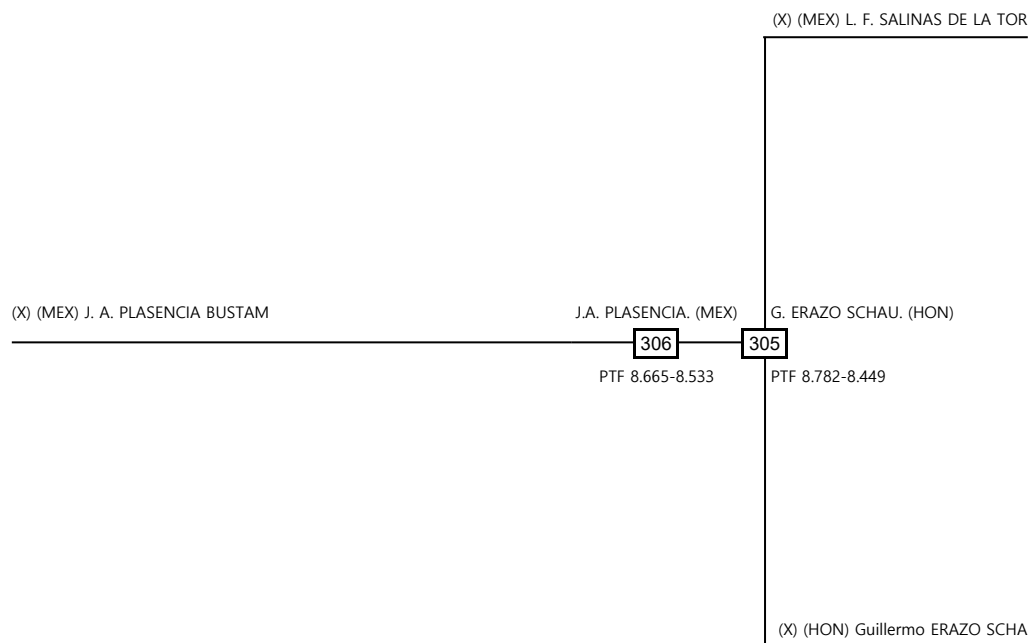 (X) (MEX) L. F. SALINAS DE LA TOR
(X) (MEX) J. A. PLASENCIA BUSTAM
J.A. PLASENCIA. (MEX)
G. ERAZO SCHAU. (HON)
306
305
PTF 8.665-8.533
PTF 8.782-8.449
(X) (HON) Guillermo ERAZO SCHA